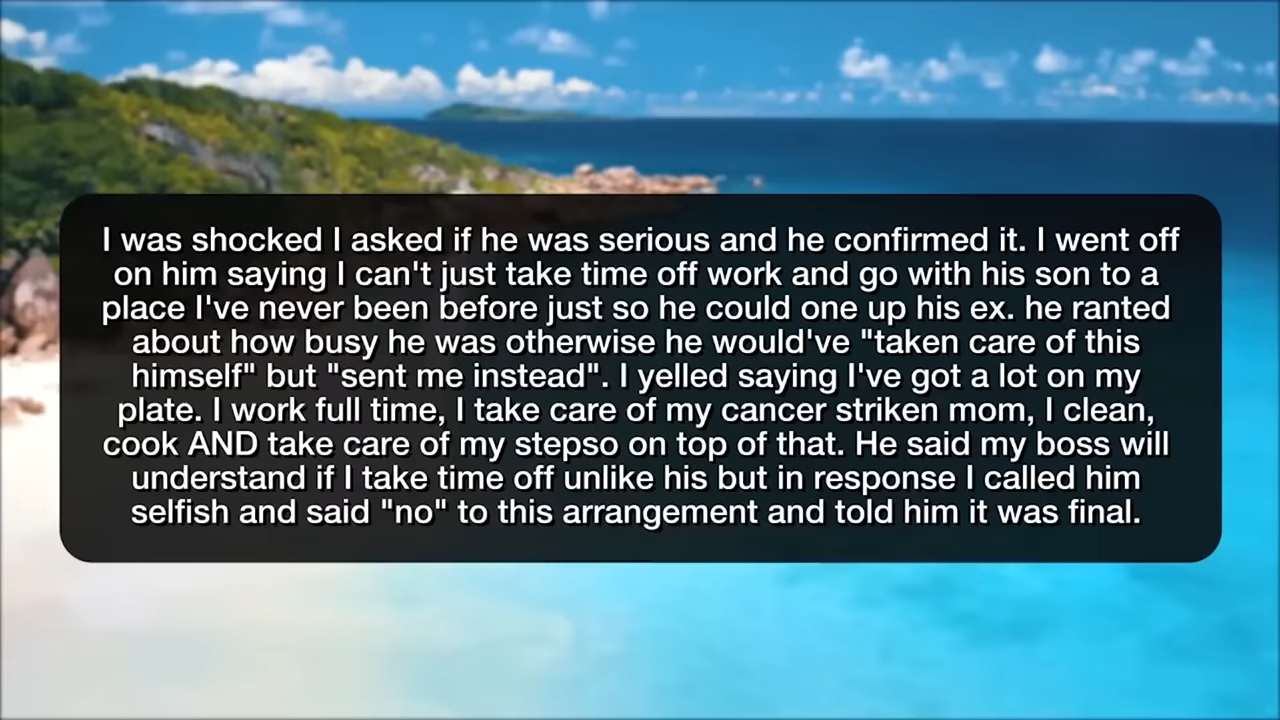 I was shocked I asked if he was serious and he confirmed it. I went off
on him saying I can't just take time off work and go with his son to a
place I've never been before just so he could one up his ex. he ranted
about how busy he was otherwise he would've "taken care of this
himself" but "sent me instead". I yelled saying I've got a lot on my
plate. I work full time, I take care of my cancer striken mom, I clean,
cook AND take care of my stepso on top of that. He said my boss will
understand if I take time off unlike his but in response I called him
selfish and said "no" to this arrangement and told him it was final.